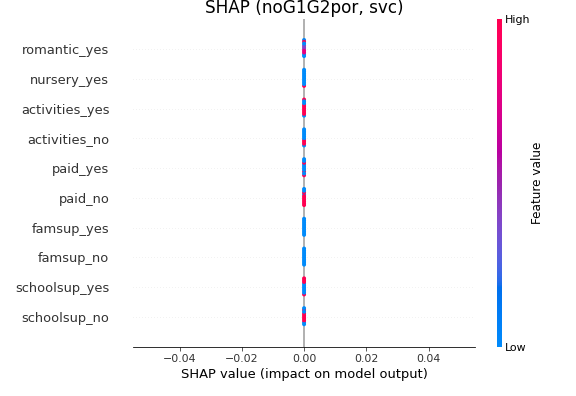 SHAP (noG1G2por, svc)
High
romantic_yes
nursery_yes
activities_yes
activities_no
paid_yes
paid_no
famsup_yes
famsup_no
schoolsup_yes
schoolsup_no
Feature value
Low
−0.04 −0.02 0.00 0.02 0.04
SHAP value (impact on model output)